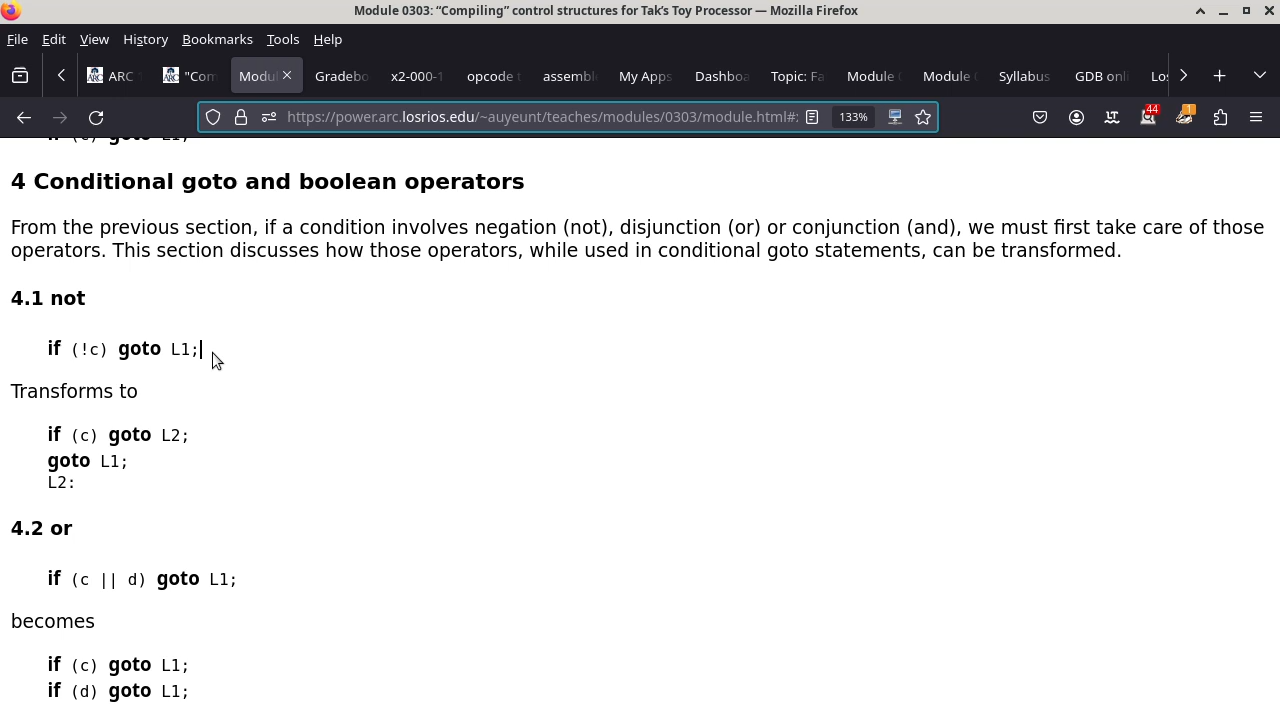 Module 0303: “Compiling” control structures for Tak’s Toy Processor — Mozilla Firefox
File Edit View History Bookmarks Tools Help
ARC "Com Modul Gradebo x2-000-1 opcode t assembl My Apps Dashboa Topic: Fa Module Module Syllabus GDB onl Los
https://power.arc.losrios.edu/~auyeunt/teaches/modules/0303/module.html#: 133% 44 1
if (c) goto L1;
4 Conditional goto and boolean operators
From the previous section, if a condition involves negation (not), disjunction (or) or conjunction (and), we must first take care of those
operators. This section discusses how those operators, while used in conditional goto statements, can be transformed.
4.1 not
if (!c) goto L1;
Transforms to
if (c) goto L2;
goto L1;
L2:
4.2 or
if (c || d) goto L1;
becomes
if (c) goto L1;
if (d) goto L1;